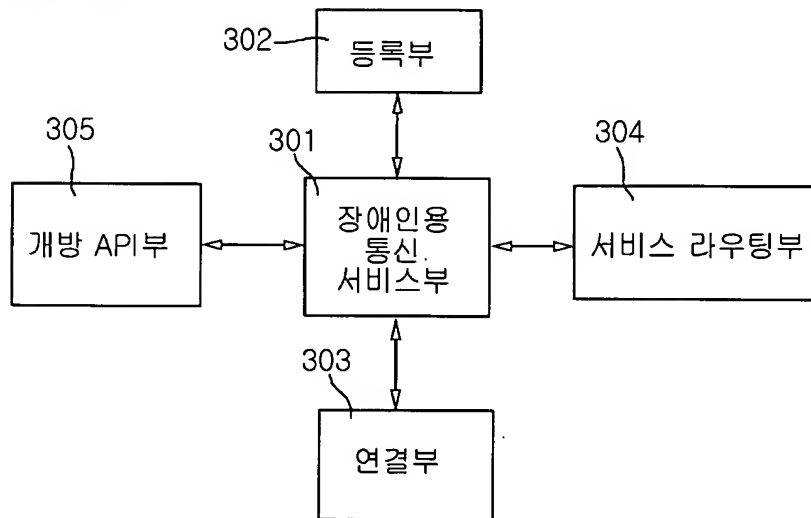 302
등록부
305
301
304
개방 API부
장애인용
통신
서비스부
서비스 라우팅부
303
연결부